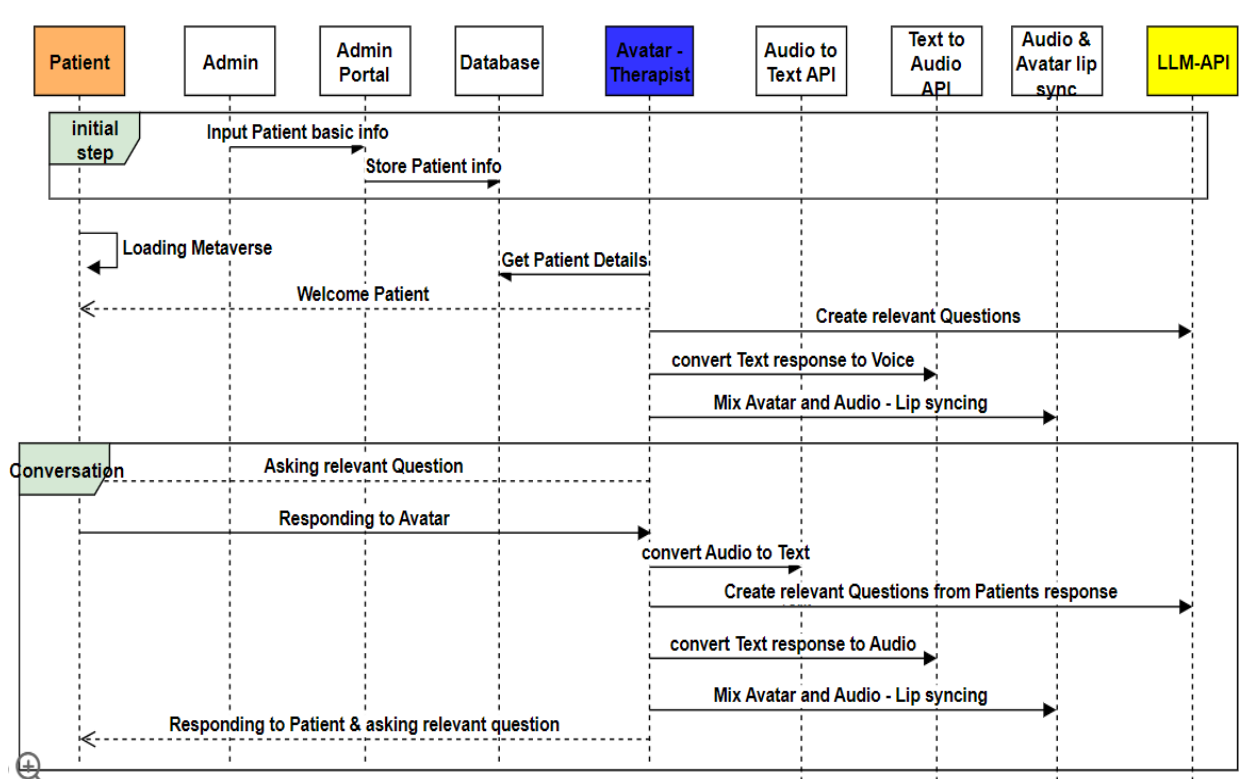 Patient
Admin
Admin
Portal
Database
Avatar -
Therapist
Audio to
Text API
Text to
Audio
API
Audio &
Avatar lip
sync
LLM-API
initial
step
Input Patient basic info
Store Patient info
Loading Metaverse
Get Patient Details
Welcome Patient
Create relevant Questions
convert Text response to Voice
Mix Avatar and Audio - Lip syncing
Conversation
Asking relevant Question
Responding to Avatar
convert Audio to Text
Create relevant Questions from Patients response
convert Text response to Audio
Mix Avatar and Audio - Lip syncing
Responding to Patient & asking relevant question